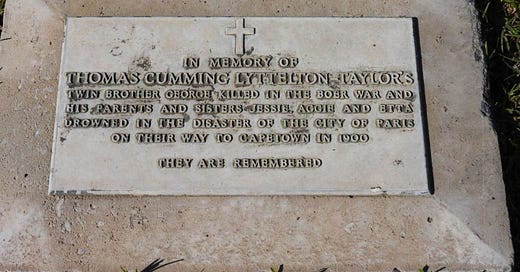 IN MEMORY OF
THOMAS CUMMING LYTTELTON-TAYLOR'S
TWIN BROTHER GEORGE KILLED IN THE BOER WAR AND
HIS PARENTS AND SISTERS JESSIE, AGGIE AND ETTA
DROWNED IN THE DISASTER OF THE CITY OF PARIS
ON THEIR WAY TO CAPETOWN IN 1900
THEY ARE REMEMBERED